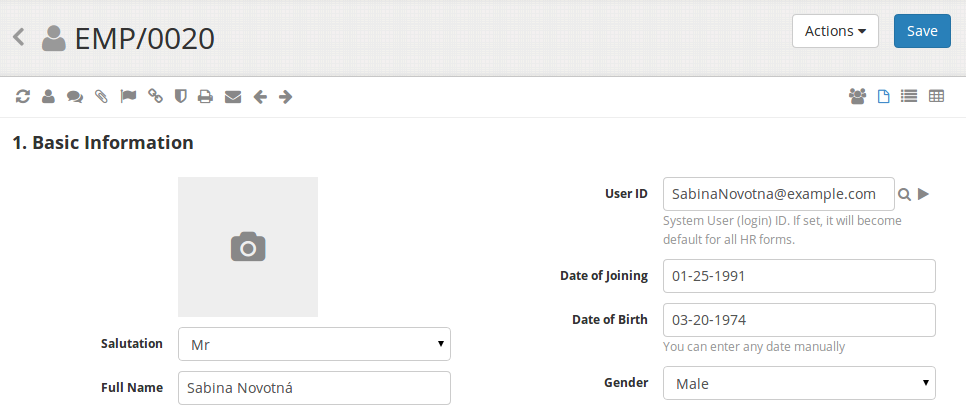 EMP/0020
Actions
Save
1. Basic Information
User ID
SabinaNovotna@example.com
System User (login) ID. If set, it will become
default for all HR forms.
Date of Joining
01-25-1991
Date of Birth
03-20-1974
You can enter any date manually
Salutation
Mr
Full Name
Sabina Novotná
Gender
Male